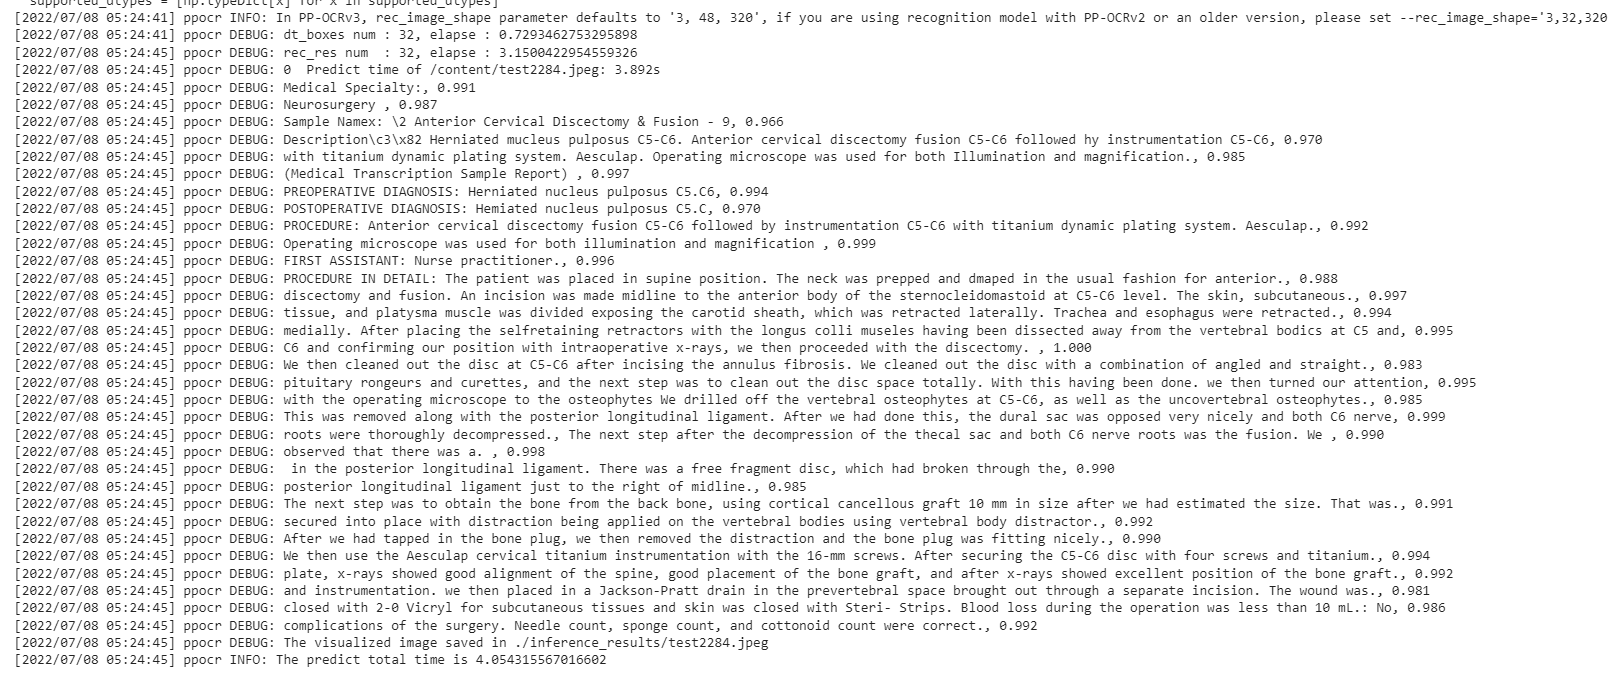 supported_dtypes = [np.typeDict[x] for x in supported_dtypes]
[2022/07/08 05:24:41] ppocr INFO: In PP-OCRv3, rec_image_shape parameter defaults to '3, 48, 320', if you are using recognition model with PP-OCRv2 or an older version, please set --rec_image_shape='3,32,320
[2022/07/08 05:24:41] ppocr DEBUG: dt_boxes num : 32, elapse : 0.7293462753295898
[2022/07/08 05:24:45] ppocr DEBUG: rec_res num  : 32, elapse : 3.1500422954559326
[2022/07/08 05:24:45] ppocr DEBUG: 0  Predict time of /content/test2284.jpeg: 3.892s
[2022/07/08 05:24:45] ppocr DEBUG: Medical Specialty:, 0.991
[2022/07/08 05:24:45] ppocr DEBUG: Neurosurgery , 0.987
[2022/07/08 05:24:45] ppocr DEBUG: Sample Namex: \2 Anterior Cervical Discectomy & Fusion - 9, 0.966
[2022/07/08 05:24:45] ppocr DEBUG: Description\c3\x82 Herniated mucleus pulposus C5-C6. Anterior cervical discectomy fusion C5-C6 followed hy instrumentation C5-C6, 0.970
[2022/07/08 05:24:45] ppocr DEBUG: with titanium dynamic plating system. Aesculap. Operating microscope was used for both Illumination and magnification., 0.985
[2022/07/08 05:24:45] ppocr DEBUG: (Medical Transcription Sample Report) , 0.997
[2022/07/08 05:24:45] ppocr DEBUG: PREOPERATIVE DIAGNOSIS: Herniated nucleus pulposus C5.C6, 0.994
[2022/07/08 05:24:45] ppocr DEBUG: POSTOPERATIVE DIAGNOSIS: Hemiated nucleus pulposus C5.C, 0.970
[2022/07/08 05:24:45] ppocr DEBUG: PROCEDURE: Anterior cervical discectomy fusion C5-C6 followed by instrumentation C5-C6 with titanium dynamic plating system. Aesculap., 0.992
[2022/07/08 05:24:45] ppocr DEBUG: Operating microscope was used for both illumination and magnification , 0.999
[2022/07/08 05:24:45] ppocr DEBUG: FIRST ASSISTANT: Nurse practitioner., 0.996
[2022/07/08 05:24:45] ppocr DEBUG: PROCEDURE IN DETAIL: The patient was placed in supine position. The neck was prepped and dmaped in the usual fashion for anterior., 0.988
[2022/07/08 05:24:45] ppocr DEBUG: discectomy and fusion. An incision was made midline to the anterior body of the sternocleidomastoid at C5-C6 level. The skin, subcutaneous., 0.997
[2022/07/08 05:24:45] ppocr DEBUG: tissue, and platysma muscle was divided exposing the carotid sheath, which was retracted laterally. Trachea and esophagus were retracted., 0.994
[2022/07/08 05:24:45] ppocr DEBUG: medially. After placing the selfretaining retractors with the longus colli museles having been dissected away from the vertebral bodics at C5 and, 0.995
[2022/07/08 05:24:45] ppocr DEBUG: C6 and confirming our position with intraoperative x-rays, we then proceeded with the discectomy. , 1.000
[2022/07/08 05:24:45] ppocr DEBUG: We then cleaned out the disc at C5-C6 after incising the annulus fibrosis. We cleaned out the disc with a combination of angled and straight., 0.983
[2022/07/08 05:24:45] ppocr DEBUG: pituitary rongeurs and curettes, and the next step was to clean out the disc space totally. With this having been done. we then turned our attention, 0.995
[2022/07/08 05:24:45] ppocr DEBUG: with the operating microscope to the osteophytes We drilled off the vertebral osteophytes at C5-C6, as well as the uncovertebral osteophytes., 0.985
[2022/07/08 05:24:45] ppocr DEBUG: This was removed along with the posterior longitudinal ligament. After we had done this, the dural sac was opposed very nicely and both C6 nerve, 0.999
[2022/07/08 05:24:45] ppocr DEBUG: roots were thoroughly decompressed., The next step after the decompression of the thecal sac and both C6 nerve roots was the fusion. We , 0.990
[2022/07/08 05:24:45] ppocr DEBUG: observed that there was a. , 0.998
[2022/07/08 05:24:45] ppocr DEBUG:  in the posterior longitudinal ligament. There was a free fragment disc, which had broken through the, 0.990
[2022/07/08 05:24:45] ppocr DEBUG: posterior longitudinal ligament just to the right of midline., 0.985
[2022/07/08 05:24:45] ppocr DEBUG: The next step was to obtain the bone from the back bone, using cortical cancellous graft 10 mm in size after we had estimated the size. That was., 0.991
[2022/07/08 05:24:45] ppocr DEBUG: secured into place with distraction being applied on the vertebral bodies using vertebral body distractor., 0.992
[2022/07/08 05:24:45] ppocr DEBUG: After we had tapped in the bone plug, we then removed the distraction and the bone plug was fitting nicely., 0.990
[2022/07/08 05:24:45] ppocr DEBUG: We then use the Aesculap cervical titanium instrumentation with the 16-mm screws. After securing the C5-C6 disc with four screws and titanium., 0.994
[2022/07/08 05:24:45] ppocr DEBUG: plate, x-rays showed good alignment of the spine, good placement of the bone graft, and after x-rays showed excellent position of the bone graft., 0.992
[2022/07/08 05:24:45] ppocr DEBUG: and instrumentation. we then placed in a Jackson-Pratt drain in the prevertebral space brought out through a separate incision. The wound was., 0.981
[2022/07/08 05:24:45] ppocr DEBUG: closed with 2-0 Vicryl for subcutaneous tissues and skin was closed with Steri- Strips. Blood loss during the operation was less than 10 mL.: No, 0.986
[2022/07/08 05:24:45] ppocr DEBUG: complications of the surgery. Needle count, sponge count, and cottonoid count were correct., 0.992
[2022/07/08 05:24:45] ppocr DEBUG: The visualized image saved in ./inference_results/test2284.jpeg
[2022/07/08 05:24:45] ppocr INFO: The predict total time is 4.054315567016602